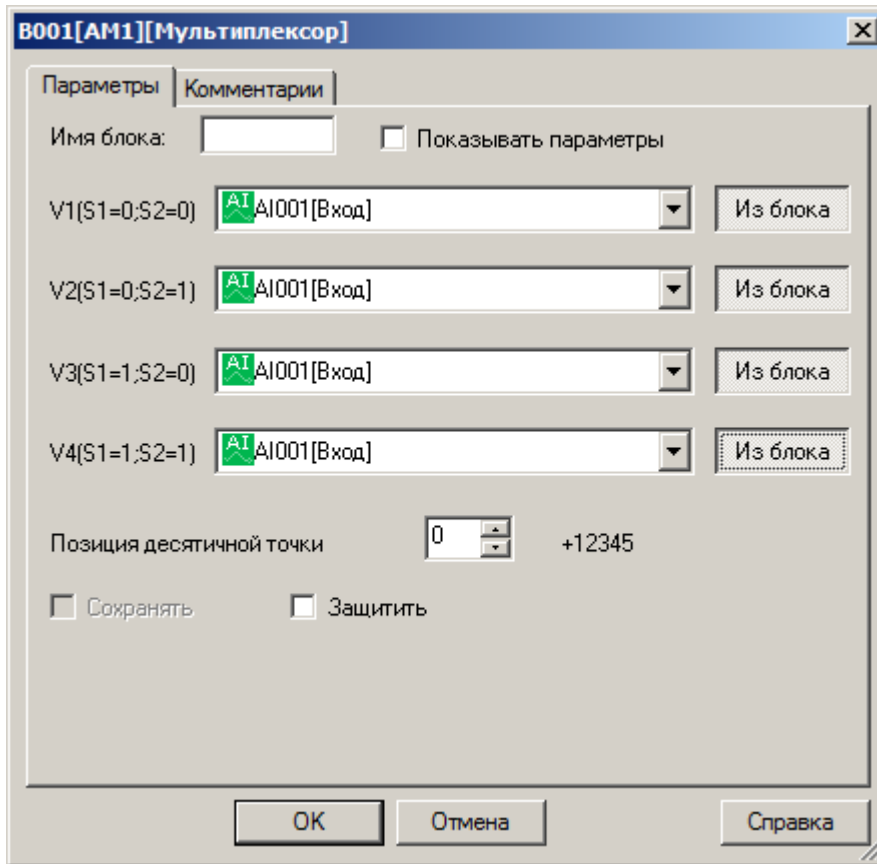 B001[AM1][Мультиплексор]
Параметры Комментарии
Имя блока: Показывать параметры
V1(S1=0;S2=0) AI AI001[Вход] Из блока
V2(S1=0;S2=1) AI AI001[Вход] Из блока
V3(S1=1;S2=0) AI AI001[Вход] Из блока
V4(S1=1;S2=1) AI AI001[Вход] Из блока
Позиция десятичной точки 0 +12345
Сохранять Защитить
OK Отмена Справка